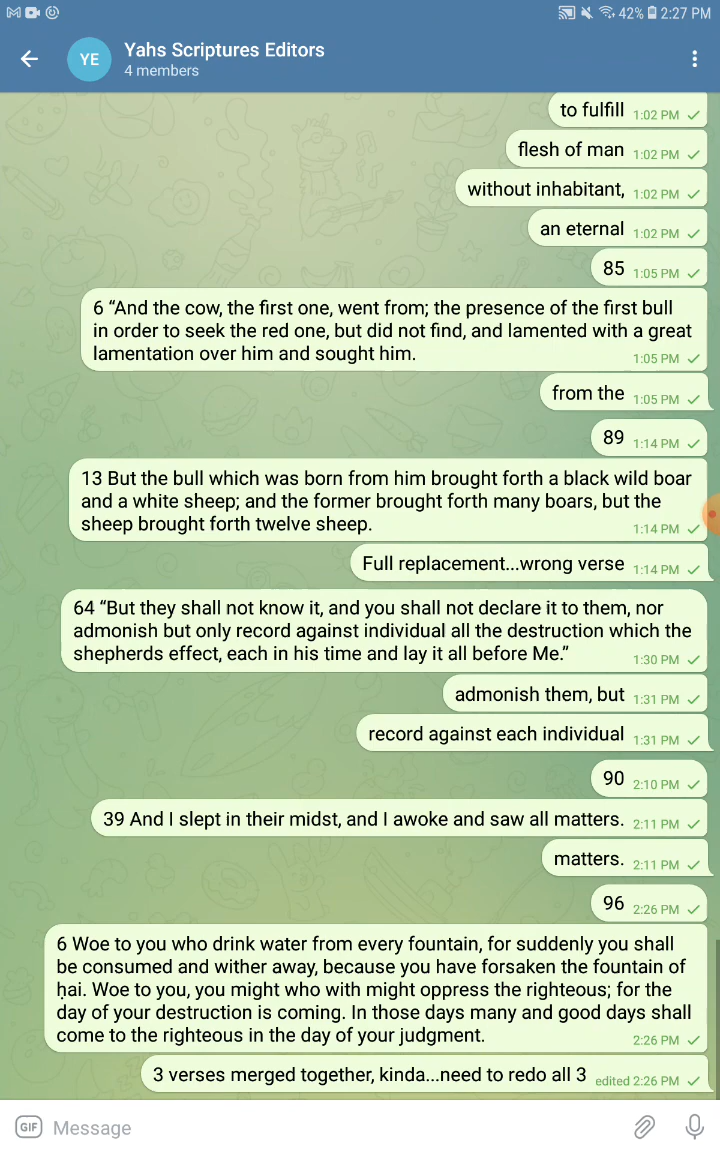 42% 2:27 PM
YE
Yahs Scriptures Editors
4 members
to fulfill 1:02 PM
flesh of man 1:02 PM
without inhabitant, 1:02 PM
an eternal 1:02 PM
85 1:05 PM
6 “And the cow, the first one, went from; the presence of the first bull
in order to seek the red one, but did not find, and lamented with a great
lamentation over him and sought him. 1:05 PM
from the 1:05 PM
89 1:14 PM
13 But the bull which was born from him brought forth a black wild boar
and a white sheep; and the former brought forth many boars, but the
sheep brought forth twelve sheep. 1:14 PM
Full replacement...wrong verse 1:14 PM
64 “But they shall not know it, and you shall not declare it to them, nor
admonish but only record against individual all the destruction which the
shepherds effect, each in his time and lay it all before Me.” 1:30 PM
admonish them, but 1:31 PM
record against each individual 1:31 PM
90 2:10 PM
39 And I slept in their midst, and I awoke and saw all matters. 2:11 PM
matters. 2:11 PM
96 2:26 PM
6 Woe to you who drink water from every fountain, for suddenly you shall
be consumed and wither away, because you have forsaken the fountain of
ḥai. Woe to you, you might who with might oppress the righteous; for the
day of your destruction is coming. In those days many and good days shall
come to the righteous in the day of your judgment. 2:26 PM
3 verses merged together, kinda...need to redo all 3 edited 2:26 PM
GIF Message